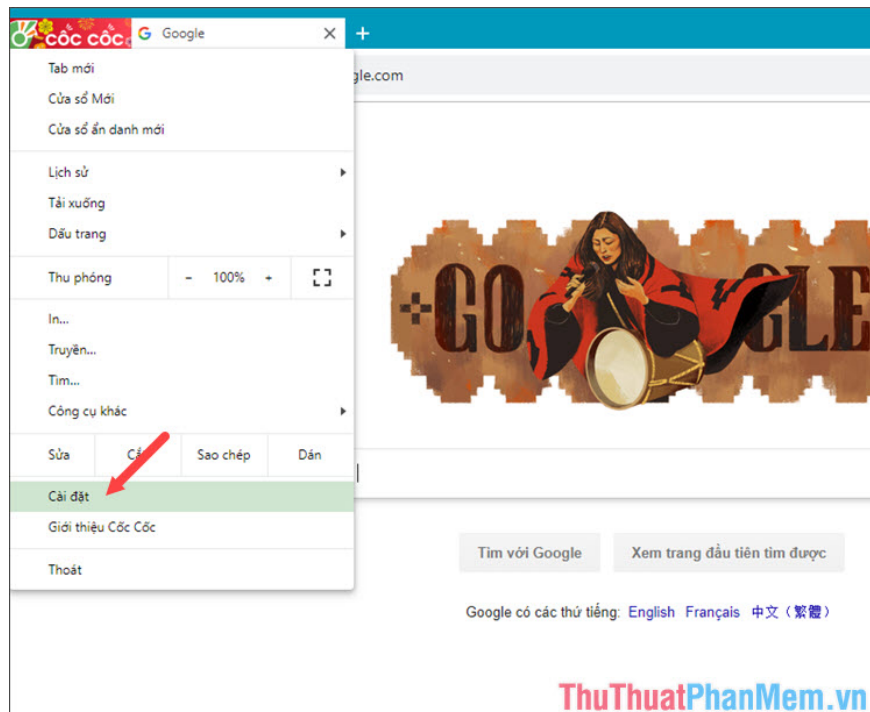 cốc cốc
Google
gle.com
Tab mới
Cửa sổ Mới
Cửa sổ ẩn danh mới
Lịch sử
Tải xuống
Dấu trang
Thu phóng - 100% +
In...
Truyền...
Tìm...
Công cụ khác
Sửa Sao chép Dán
Cài đặt
Giới thiệu Cốc Cốc
Thoát
GO GLE
Tìm với Google Xem trang đầu tiên tìm được
Google có các thứ tiếng: English Français 中文（繁體）
ThuThuatPhanMem.vn